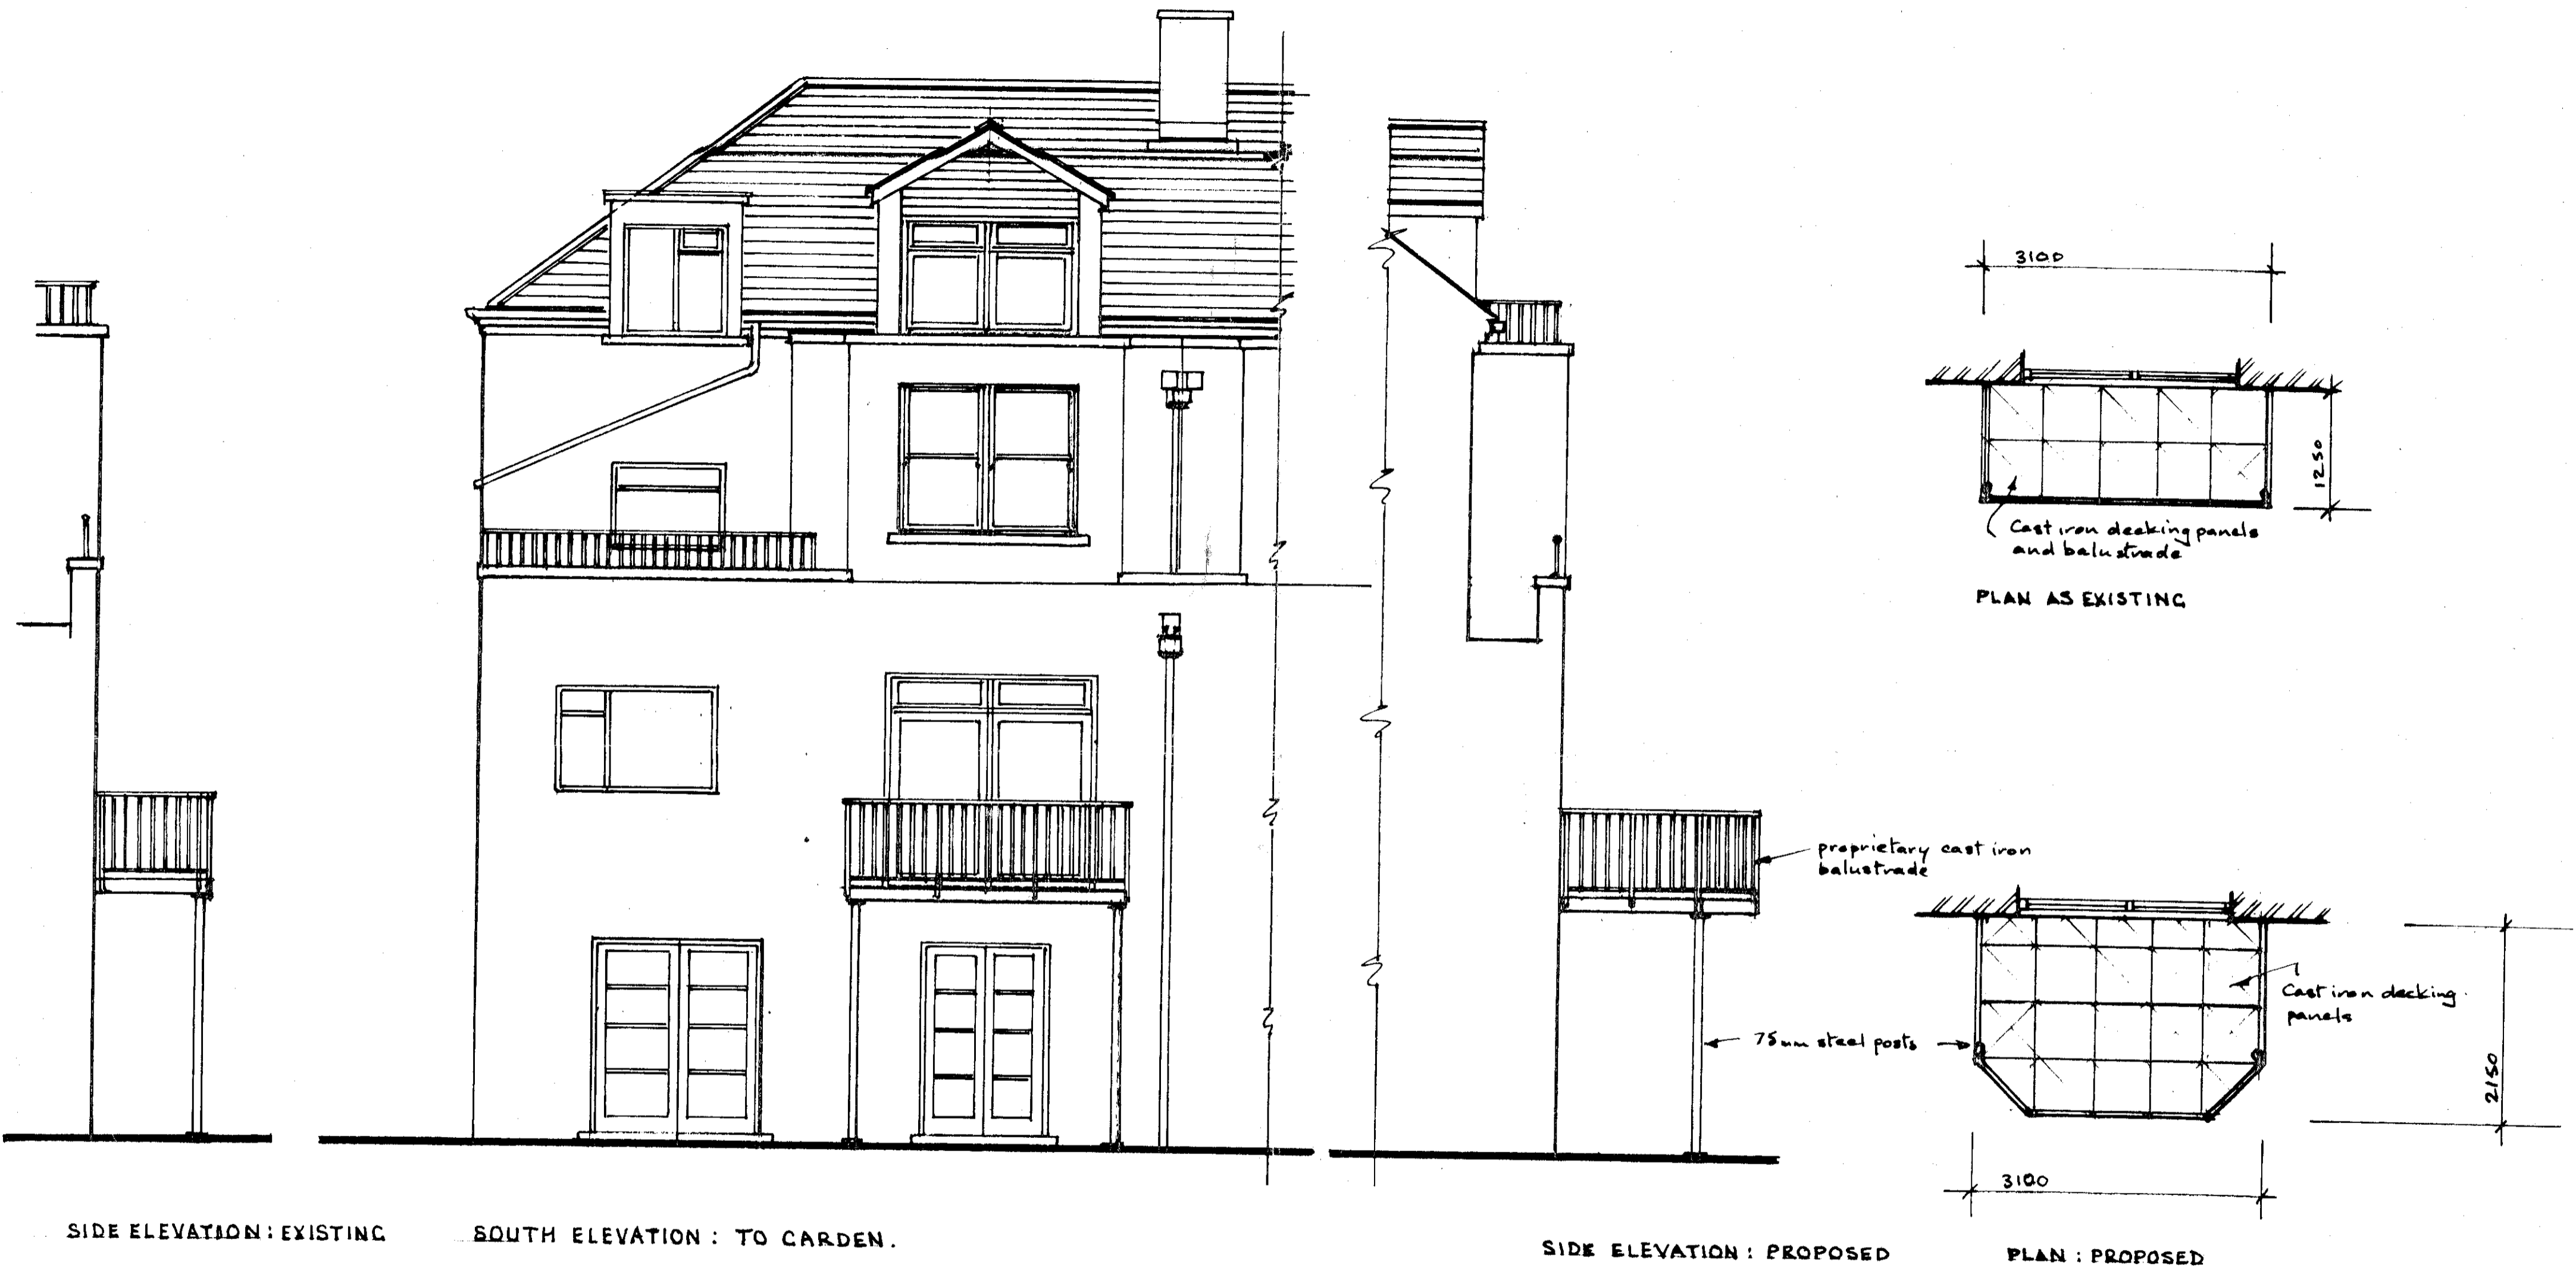 3100
1250
Cast iron decking panels
and balustrade
PLAN AS EXISTING
proprietary cast iron
balustrade
Cast iron decking
panels
75mm steel posts
2150
3100
SIDE ELEVATION: EXISTING
SOUTH ELEVATION: TO GARDEN.
SIDE ELEVATION: PROPOSED
PLAN: PROPOSED